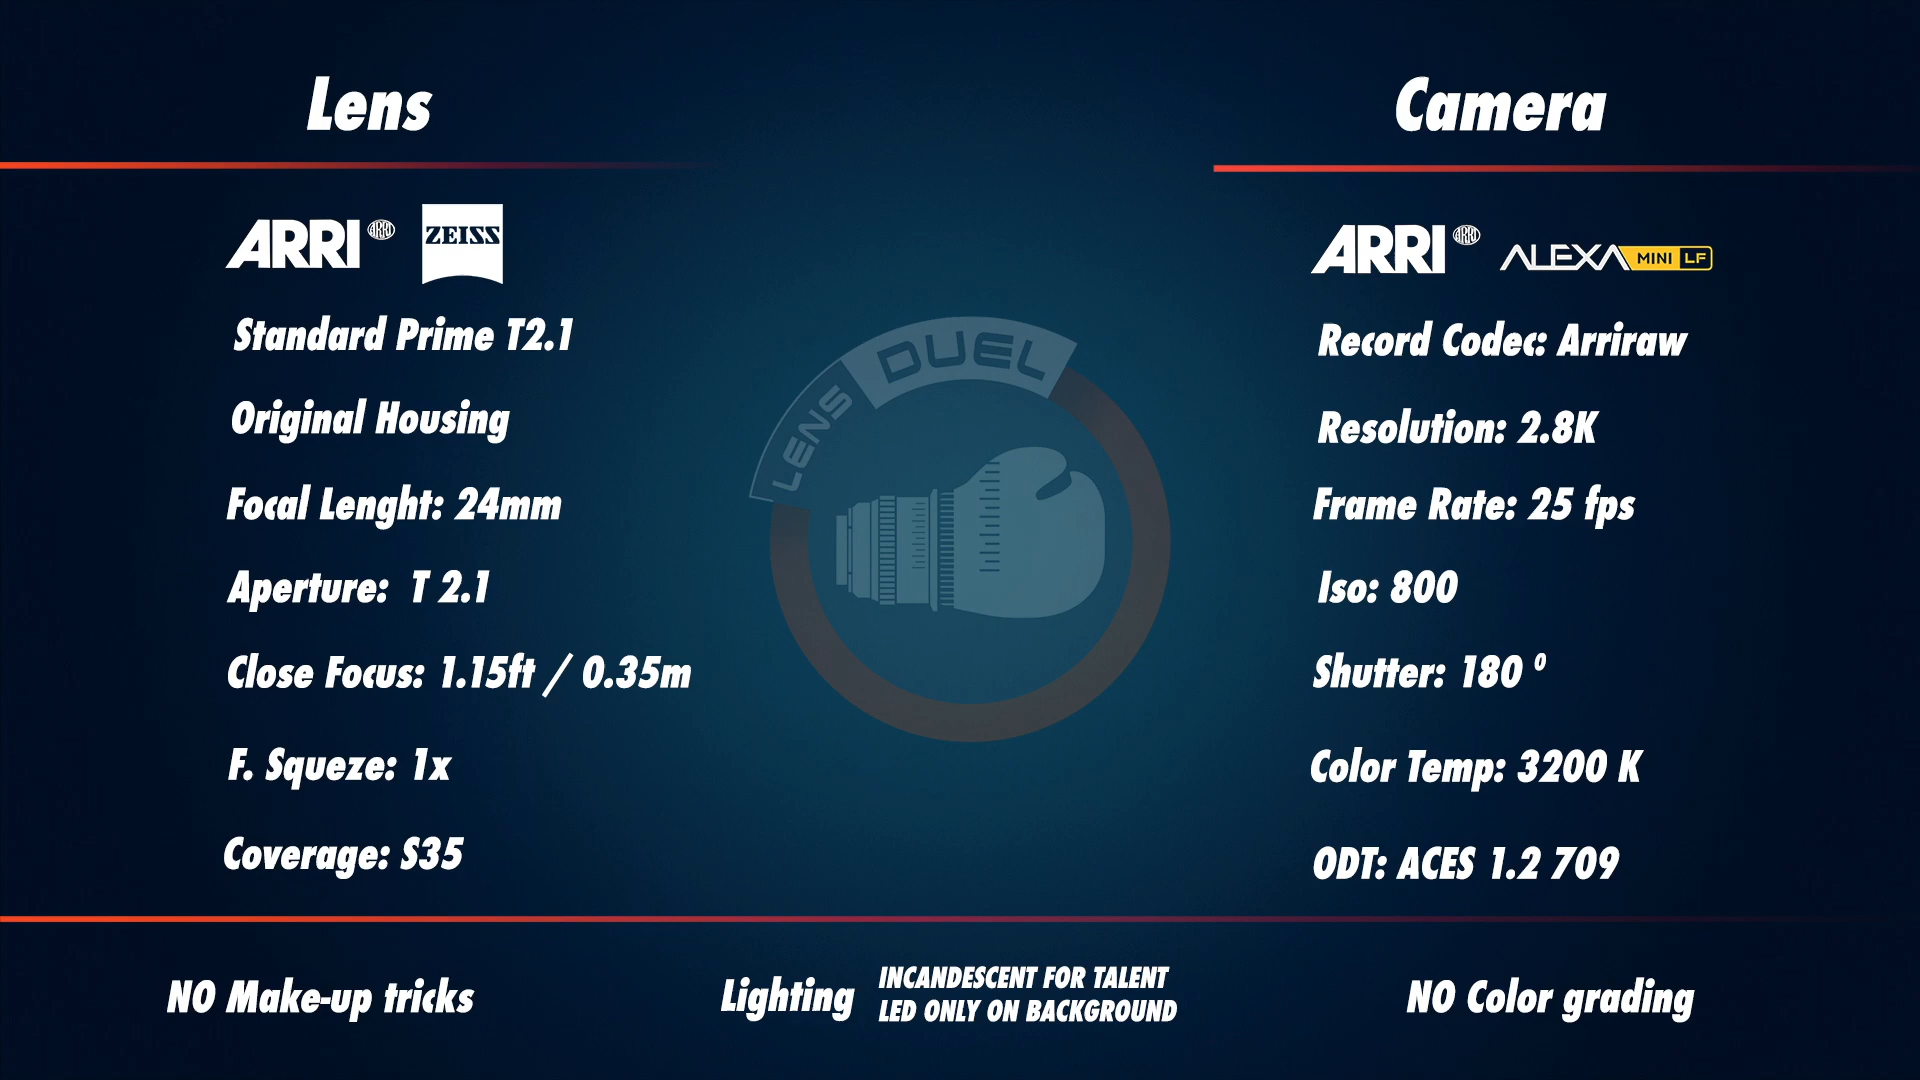 Lens
ARRI ARRI ZEISS
Standard Prime T2.1
Original Housing
Focal Lenght: 24mm
Aperture: T 2.1
Close Focus: 1.15ft / 0.35m
F. Squeze: 1x
Coverage: S35
LENS DUEL
Camera
ARRI ARRI ALEXA MINI LF
Record Codec: Arriraw
Resolution: 2.8K
Frame Rate: 25 fps
Iso: 800
Shutter: 180 º
Color Temp: 3200 K
ODT: ACES 1.2 709
NO Make-up tricks
Lighting
INCANDESCENT FOR TALENT
LED ONLY ON BACKGROUND
NO Color grading